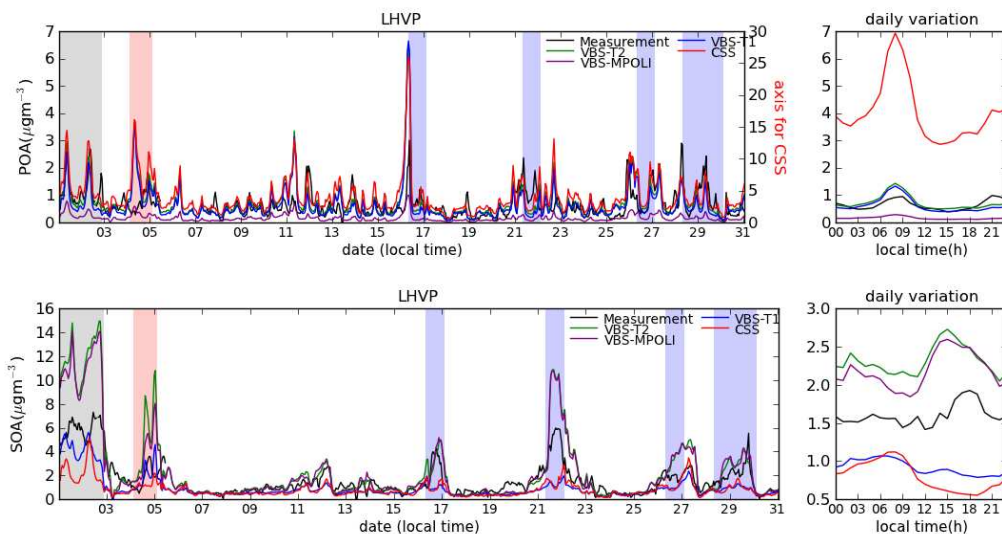 LHVP
daily variation
7
6
5
4
3
2
1
0
POA(μgm⁻³)
Measurement
VBS-T2
VBS-MPOLI
VBS-T1
CSS
30
25
20
15
10
5
0
axis for CSS
03 05 07 09 11 13 15 17 19 21 23 25 27 29 31
date (local time)
7
6
5
4
3
2
1
0
00 03 06 09 12 15 18 21
local time(h)
LHVP
daily variation
16
14
12
10
8
6
4
2
0
SOA(μgm⁻³)
Measurement
VBS-T2
VBS-MPOLI
VBS-T1
CSS
03 05 07 09 11 13 15 17 19 21 23 25 27 29 31
date (local time)
3.0
2.5
2.0
1.5
1.0
0.5
00 03 06 09 12 15 18 21
local time(h)